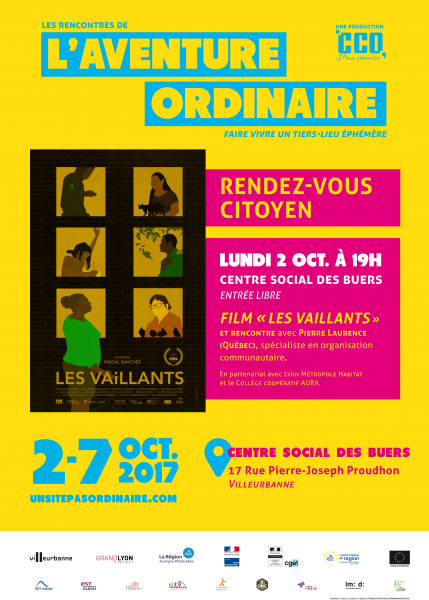 LES RENCONTRES DE
L'AVENTURE
ORDINAIRE
FAIRE VIVRE UN TIERS-LIEU ÉPHÉMÈRE
UNE PRODUCTION
CCO
RENDEZ-VOUS
CITOYEN
LUNDI 2 OCT. À 19H
CENTRE SOCIAL DES BUERS
ENTRÉE LIBRE
FILM « LES VAILLANTS »
ET RENCONTRE AVEC PIERRE LAURENCE
(QUÉBEC), spécialiste en organisation
communautaire.
En partenariat avec LYON MÉTROPOLE HABITAT
et le COLLÈGE COOPÉRATIF AURA.
PASCAL SANCHEZ
LES VAiLLANTS
2-7 OCT.
2017
UNSITEPASORDINAIRE.COM
CENTRE SOCIAL DES BUERS
17 Rue Pierre-Joseph Proudhon
VILLEURBANNE
villeurbanne
GRANDLYON
La Région
Auvergne-Rhône-Alpes
cget
EST
im:d: